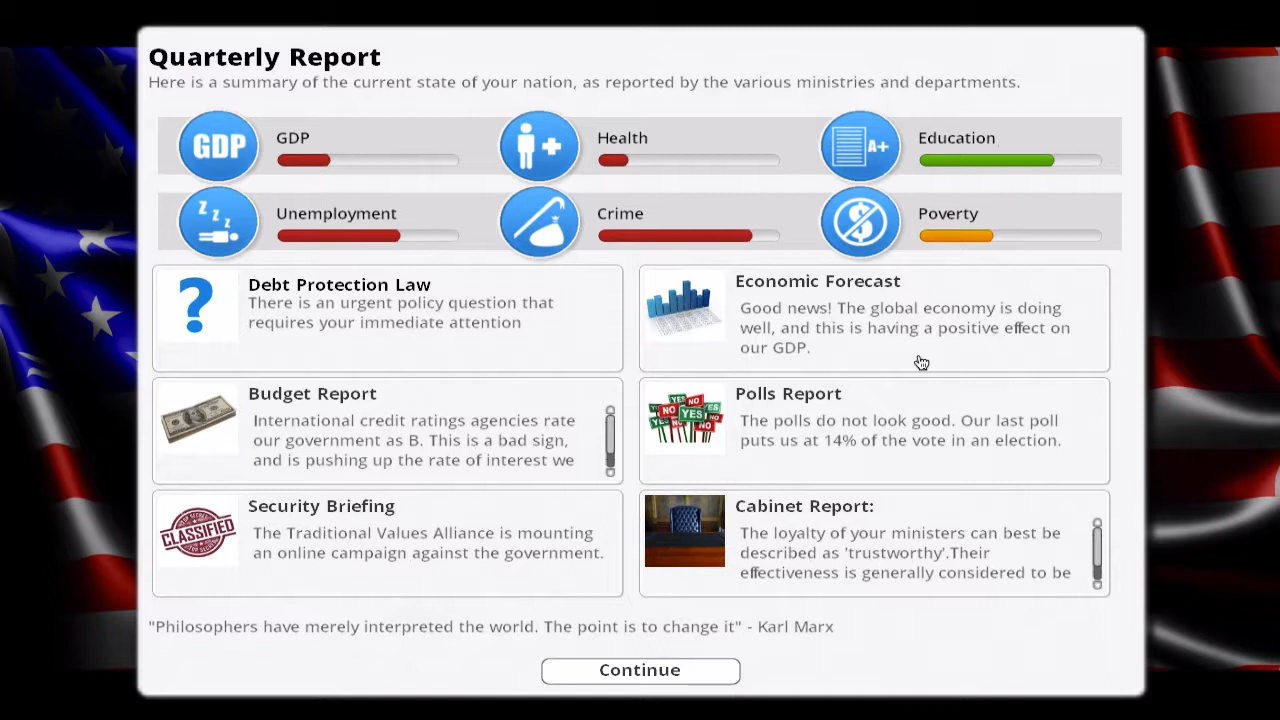 Quarterly Report
Here is a summary of the current state of your nation, as reported by the various ministries and departments.
GDP
GDP
Health
A+
Education
Z Z Z
Unemployment
Crime
$
Poverty
?
Debt Protection Law
There is an urgent policy question that
requires your immediate attention
Economic Forecast
Good news! The global economy is doing
well, and this is having a positive effect on
our GDP.
Budget Report
International credit ratings agencies rate
our government as B. This is a bad sign,
and is pushing up the rate of interest we
YES
NO
NO
YES
YES
NO
NO
Polls Report
The polls do not look good. Our last poll
puts us at 14% of the vote in an election.
CLASSIFIED
Security Briefing
The Traditional Values Alliance is mounting
an online campaign against the government.
Cabinet Report:
The loyalty of your ministers can best be
described as 'trustworthy'.Their
effectiveness is generally considered to be
"Philosophers have merely interpreted the world. The point is to change it" - Karl Marx
Continue